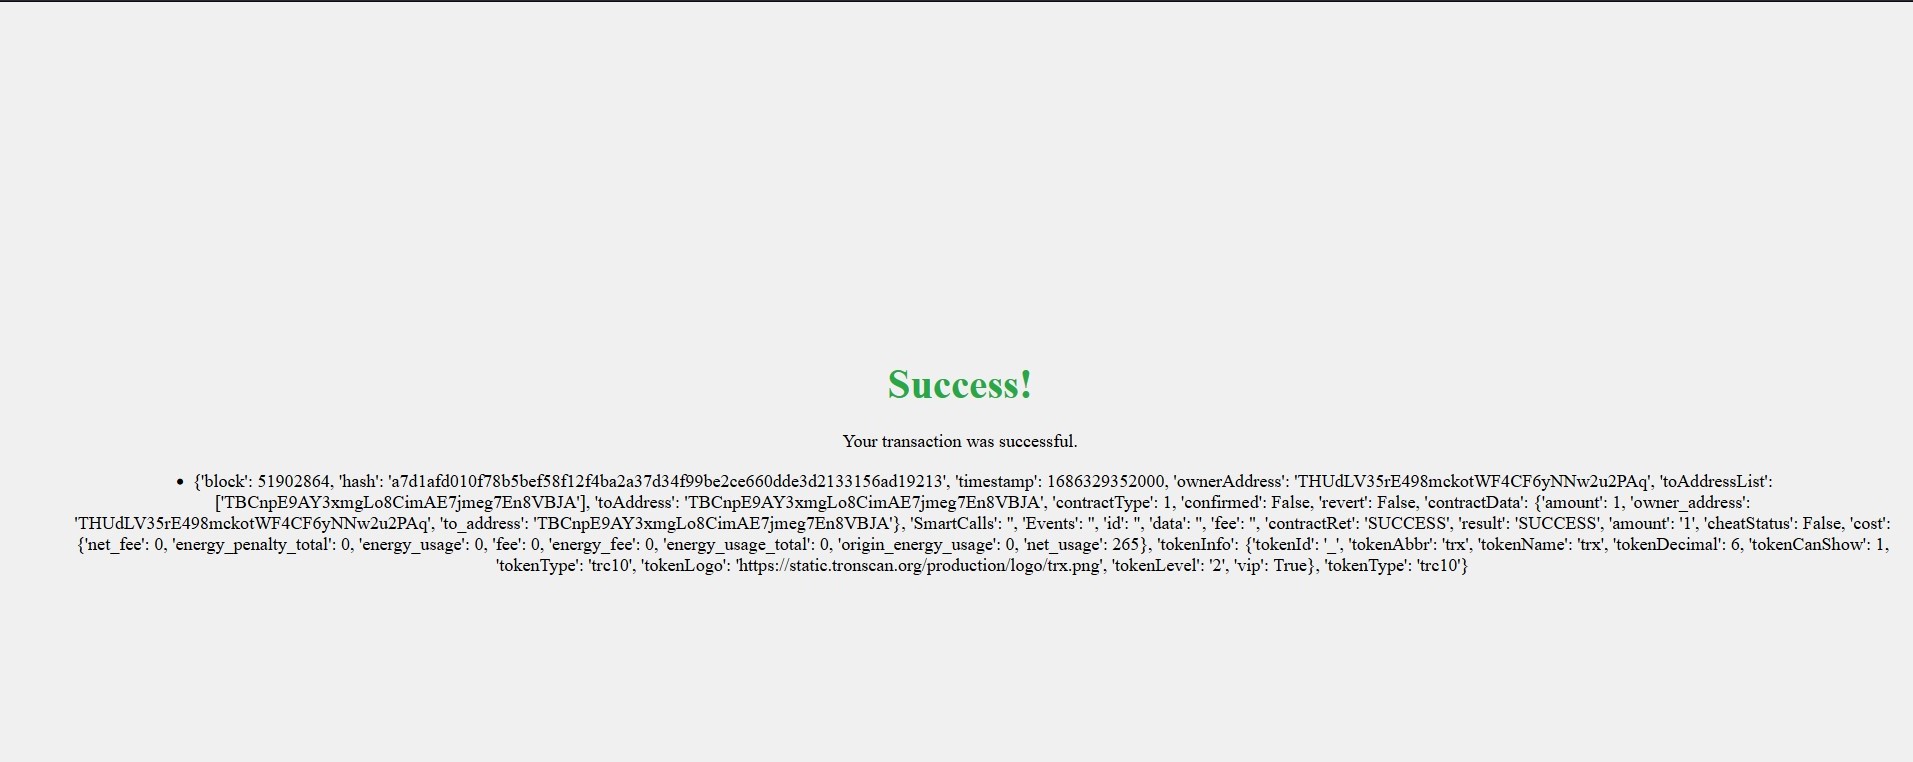 Success!
Your transaction was successful.
• {'block': 51902864, 'hash': 'a7d1afd010f78b5bef58f12f4ba2a37d34f99be2ce660dde3d2133156ad19213', 'timestamp': 1686329352000, 'ownerAddress': 'THUdLV35rE498mckotWF4CF6yNNw2u2PAq', 'toAddressList':
['TBCnpE9AY3xmgLo8CimAE7jmeg7En8VBJA'], 'toAddress': 'TBCnpE9AY3xmgLo8CimAE7jmeg7En8VBJA', 'contractType': 1, 'confirmed': False, 'revert': False, 'contractData': {'amount': 1, 'owner_address':
'THUdLV35rE498mckotWF4CF6yNNw2u2PAq', 'to_address': 'TBCnpE9AY3xmgLo8CimAE7jmeg7En8VBJA'}, 'SmartCalls': '', 'Events': '', 'id': '', 'data': '', 'fee': '', 'contractRet': 'SUCCESS', 'result': 'SUCCESS', 'amount': '1', 'cheatStatus': False, 'cost':
{'net_fee': 0, 'energy_penalty_total': 0, 'energy_usage': 0, 'fee': 0, 'energy_fee': 0, 'energy_usage_total': 0, 'origin_energy_usage': 0, 'net_usage': 265}, 'tokenInfo': {'tokenId': '_', 'tokenAbbr': 'trx', 'tokenName': 'trx', 'tokenDecimal': 6, 'tokenCanShow': 1,
'tokenType': 'trc10', 'tokenLogo': 'https://static.tronscan.org/production/logo/trx.png', 'tokenLevel': '2', 'vip': True}, 'tokenType': 'trc10'}